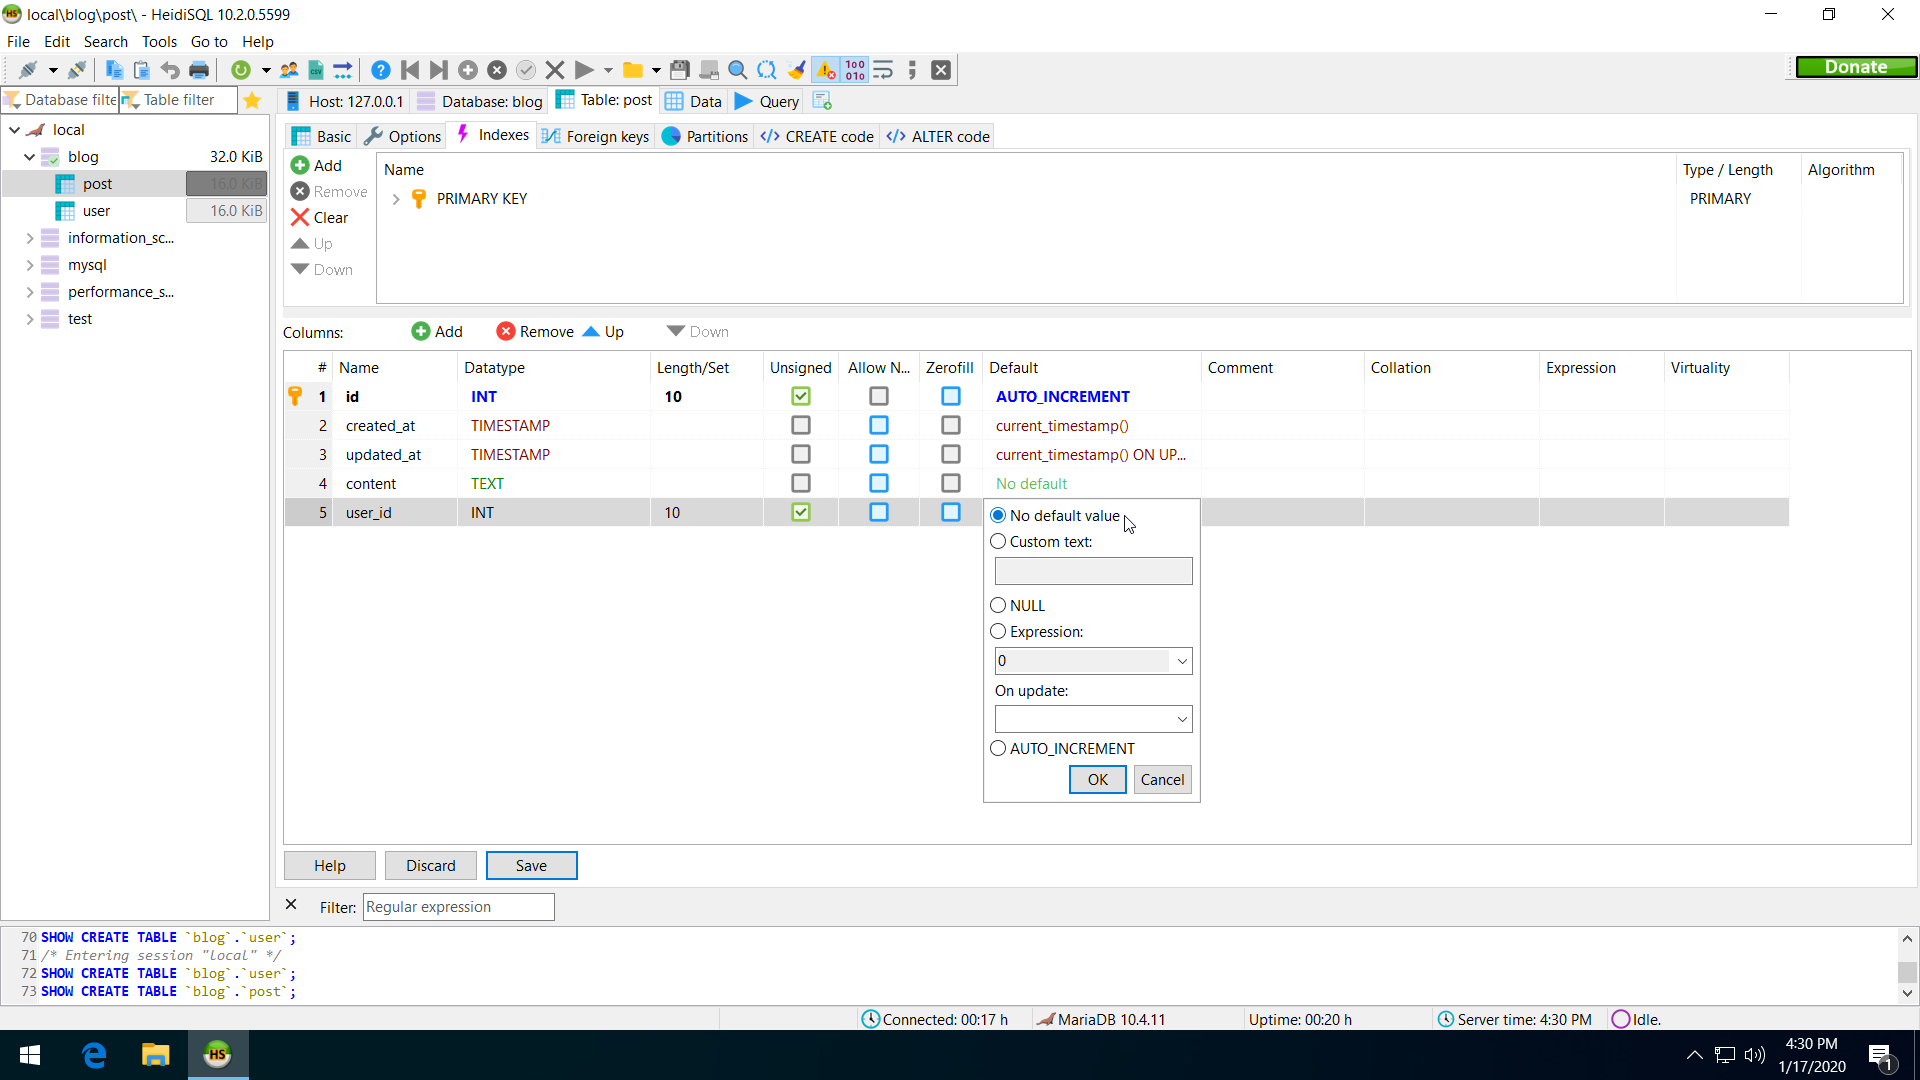 local\blog\post\ - HeidiSQL 10.2.0.5599
File Edit Search Tools Go to Help
Donate
Database filte Table filter
Host: 127.0.0.1 Database: blog Table: post Data Query
local
blog 32.0 KiB
post 16.0 KiB
user 16.0 KiB
information_sc...
mysql
performance_s...
test
Basic Options Indexes Foreign keys Partitions CREATE code ALTER code
Add
Remove
Clear
Up
Down
Name Type / Length Algorithm
PRIMARY KEY PRIMARY
Columns: Add Remove Up Down
# Name Datatype Length/Set Unsigned Allow N... Zerofill Default Comment Collation Expression Virtuality
1 id INT 10 AUTO_INCREMENT
2 created_at TIMESTAMP current_timestamp()
3 updated_at TIMESTAMP current_timestamp() ON UP...
4 content TEXT No default
5 user_id INT 10
No default value
Custom text:
NULL
Expression:
0
On update:
AUTO_INCREMENT
OK Cancel
Help Discard Save
Filter: Regular expression
70 SHOW CREATE TABLE `blog`.`user`;
71 /* Entering session "local" */
72 SHOW CREATE TABLE `blog`.`user`;
73 SHOW CREATE TABLE `blog`.`post`;
Connected: 00:17 h MariaDB 10.4.11 Uptime: 00:20 h Server time: 4:30 PM Idle.
HS
4:30 PM
1/17/2020
1